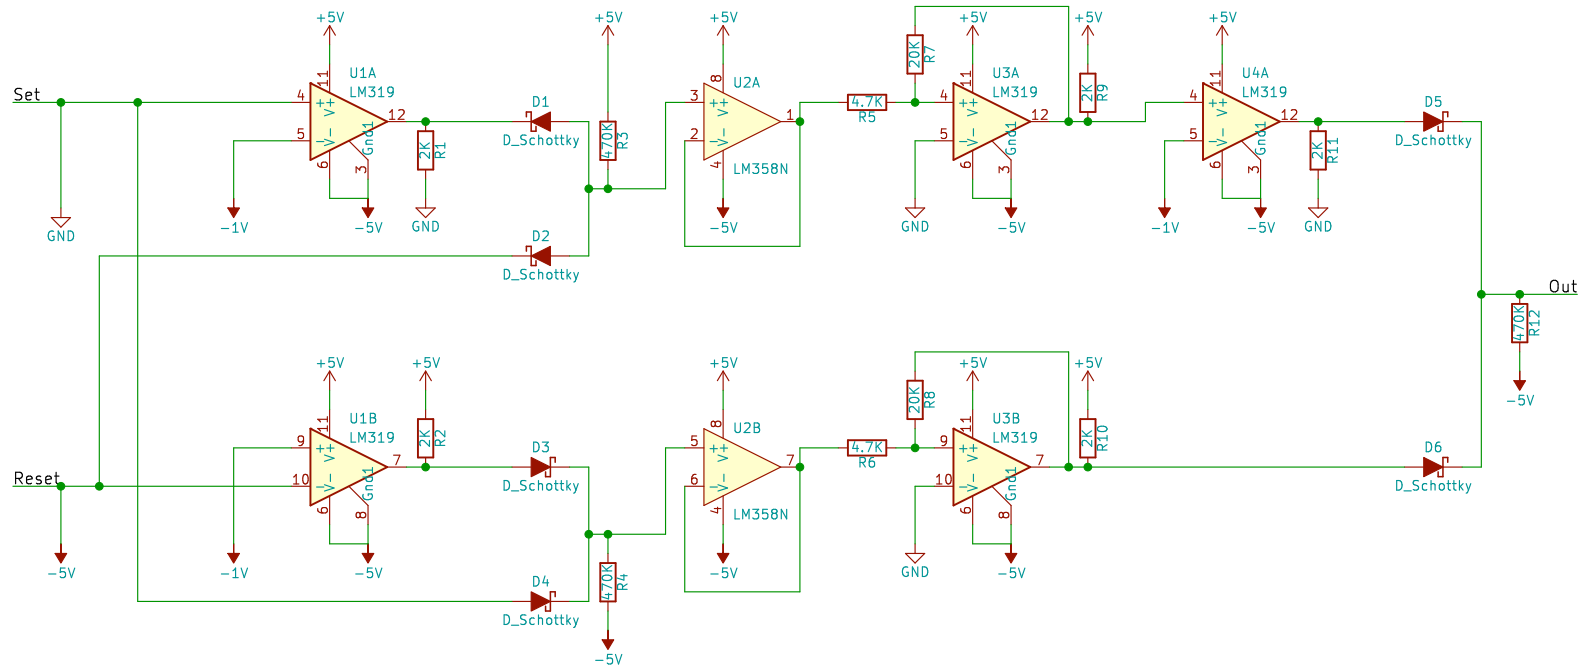 +5V
+5V
+5V
+5V
+5V
+5V
Set
4
5
11
++
V+
V-
-
6
12
Gnd1
3
U1A
LM319
2K
R1
D1
D_Schottky
470K
R3
3
2
8
++
V+
V-
-
4
1
U2A
LM358N
4.7K
R5
20K
R7
4
5
11
++
V+
V-
-
6
12
Gnd1
3
U3A
LM319
2K
R9
4
5
11
++
V+
V-
-
6
12
Gnd1
3
U4A
LM319
2K
R11
D5
D_Schottky
GND
-1V
-5V
GND
-5V
GND
-5V
-1V
-5V
GND
D2
D_Schottky
Out
470K
R12
-5V
+5V
+5V
+5V
+5V
+5V
Reset
9
10
11
++
V+
V-
-
6
7
Gnd1
8
U1B
LM319
2K
R2
D3
D_Schottky
5
6
8
++
V+
V-
-
4
7
U2B
LM358N
4.7K
R6
20K
R8
9
10
11
++
V+
V-
-
6
7
Gnd1
8
U3B
LM319
2K
R10
D6
D_Schottky
-5V
-1V
-5V
-5V
GND
-5V
D4
D_Schottky
470K
R4
-5V